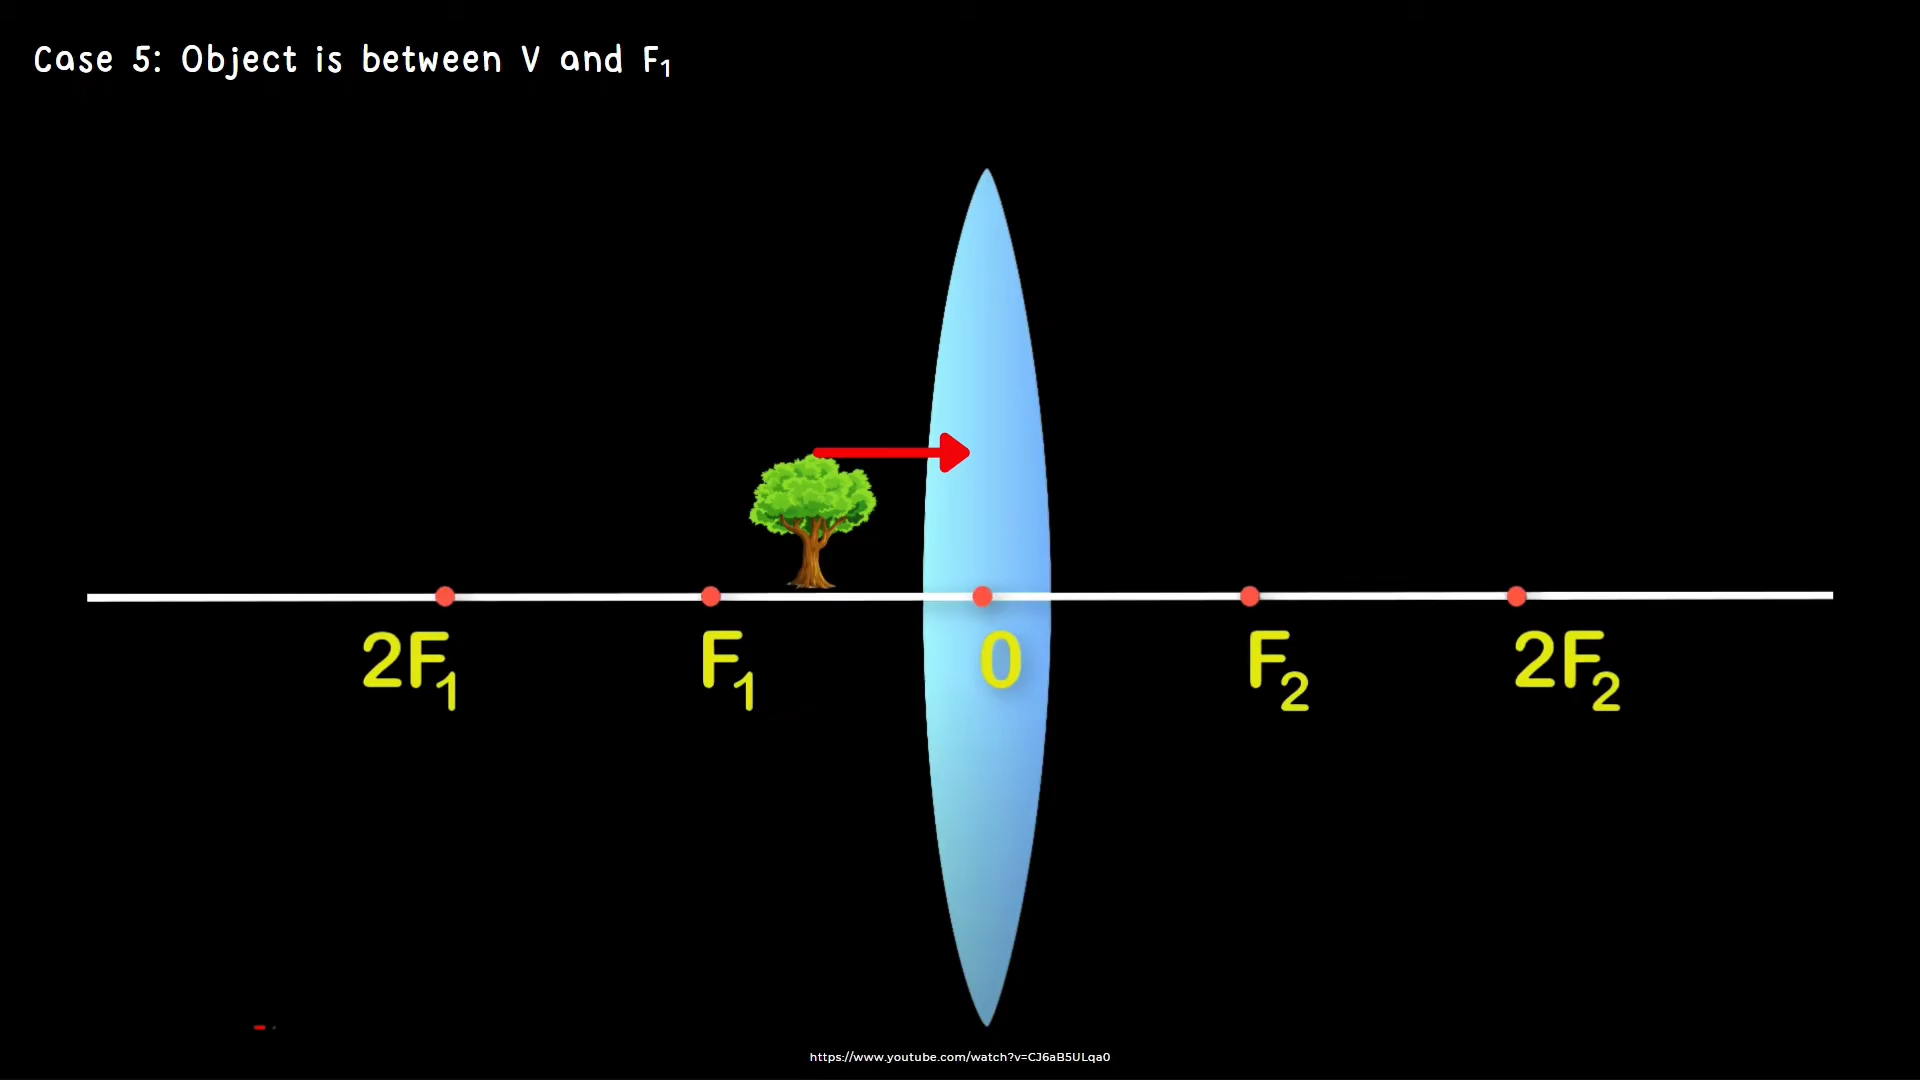 Case 5: Object is between V and F₁
2F₁ F₁ 0 F₂ 2F₂
https://www.youtube.com/watch?v=CJ6aB5ULqa0